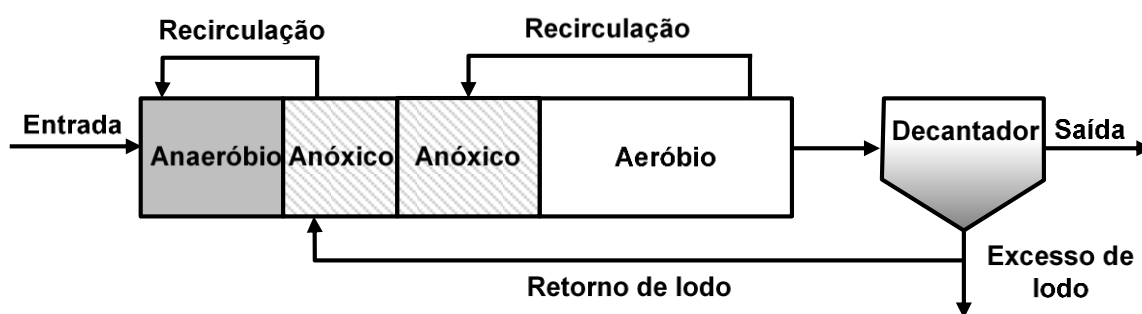 Recirculação
Recirculação
Entrada
Anaeróbio
Anóxico
Anóxico
Aeróbio
Decantador
Saída
Retorno de lodo
Excesso de
lodo